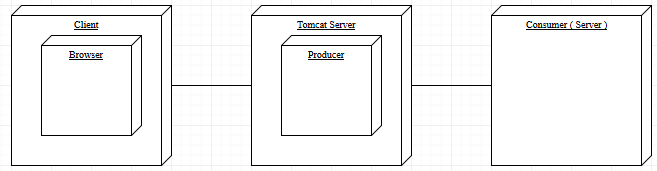 Client
Browser
Tomcat Server
Producer
Consumer ( Server )